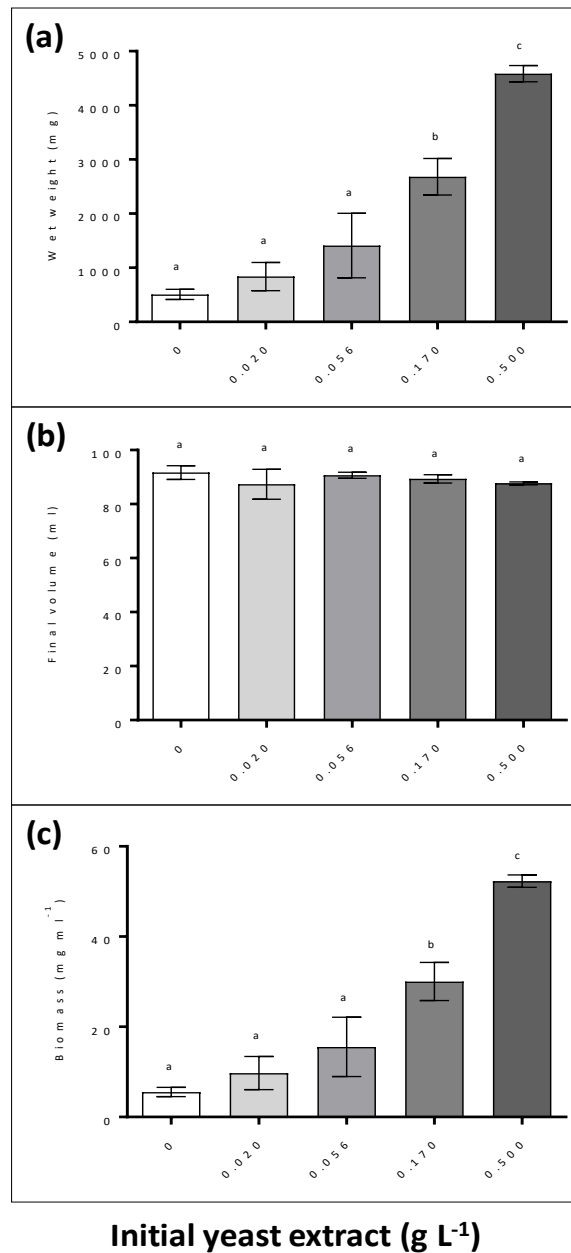 (a)
Wet weight (mg)
5000
4000
3000
2000
1000
0
a
a
a
b
c
0
0.020
0.056
0.170
0.500
(b)
Final volume (ml)
100
80
60
40
20
0
a
a
a
a
a
0
0.020
0.056
0.170
0.500
(c)
Biomass (mg ml⁻¹)
60
40
20
0
a
a
a
b
c
0
0.020
0.056
0.170
0.500
Initial yeast extract (g L⁻¹)